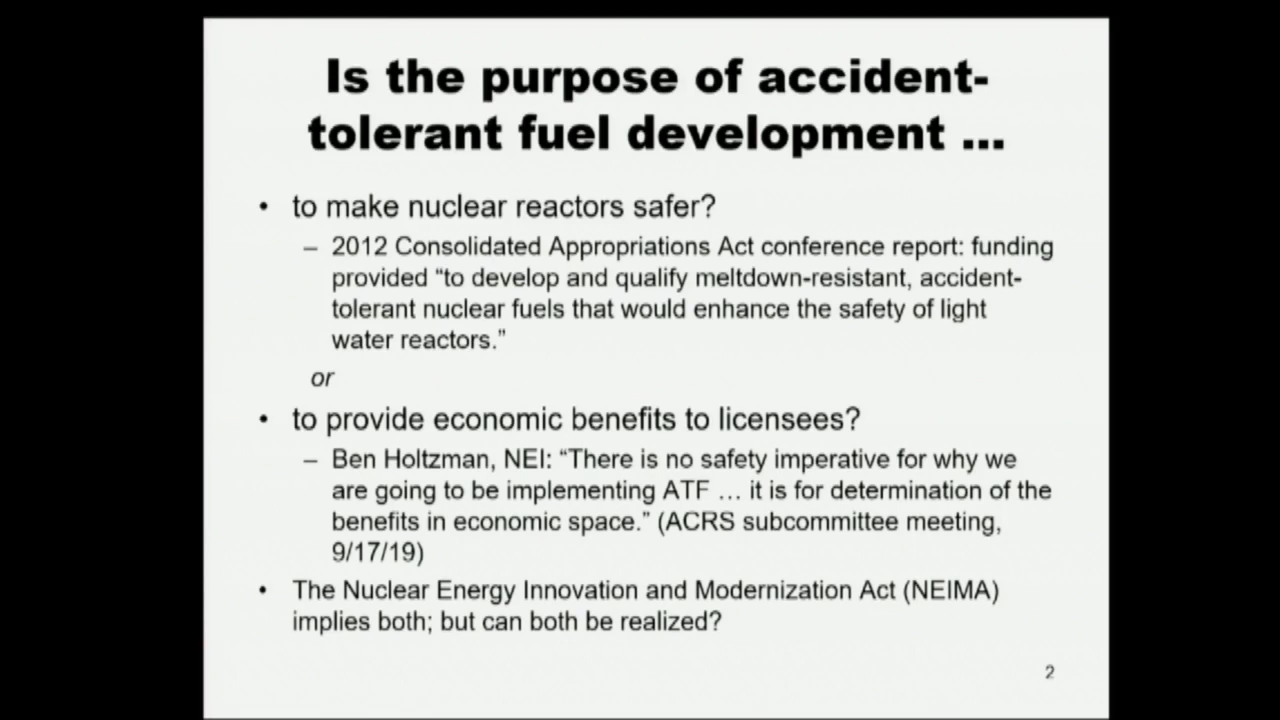 Is the purpose of accident-
tolerant fuel development ...
• to make nuclear reactors safer?
– 2012 Consolidated Appropriations Act conference report: funding
provided “to develop and qualify meltdown-resistant, accident-
tolerant nuclear fuels that would enhance the safety of light
water reactors.”
or
• to provide economic benefits to licensees?
– Ben Holtzman, NEI: “There is no safety imperative for why we
are going to be implementing ATF … it is for determination of the
benefits in economic space.” (ACRS subcommittee meeting,
9/17/19)
• The Nuclear Energy Innovation and Modernization Act (NEIMA)
implies both; but can both be realized?
2